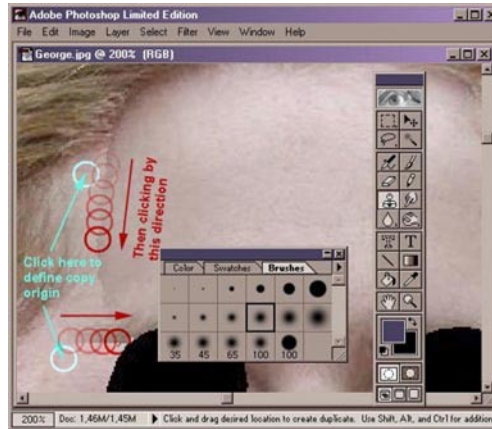 Adobe Photoshop Limited Edition
File Edit Image Layer Select Filter View Window Help
George.jpg @ 200% (RGB)
Then clicking by
this direction
Click here to
define copy
origin
Color Swatches Brushes
35 45 65 100 100
T
200% Doc: 1,46M/1,45M Click and drag desired location to create duplicate. Use Shift, Alt, and Ctrl for addition